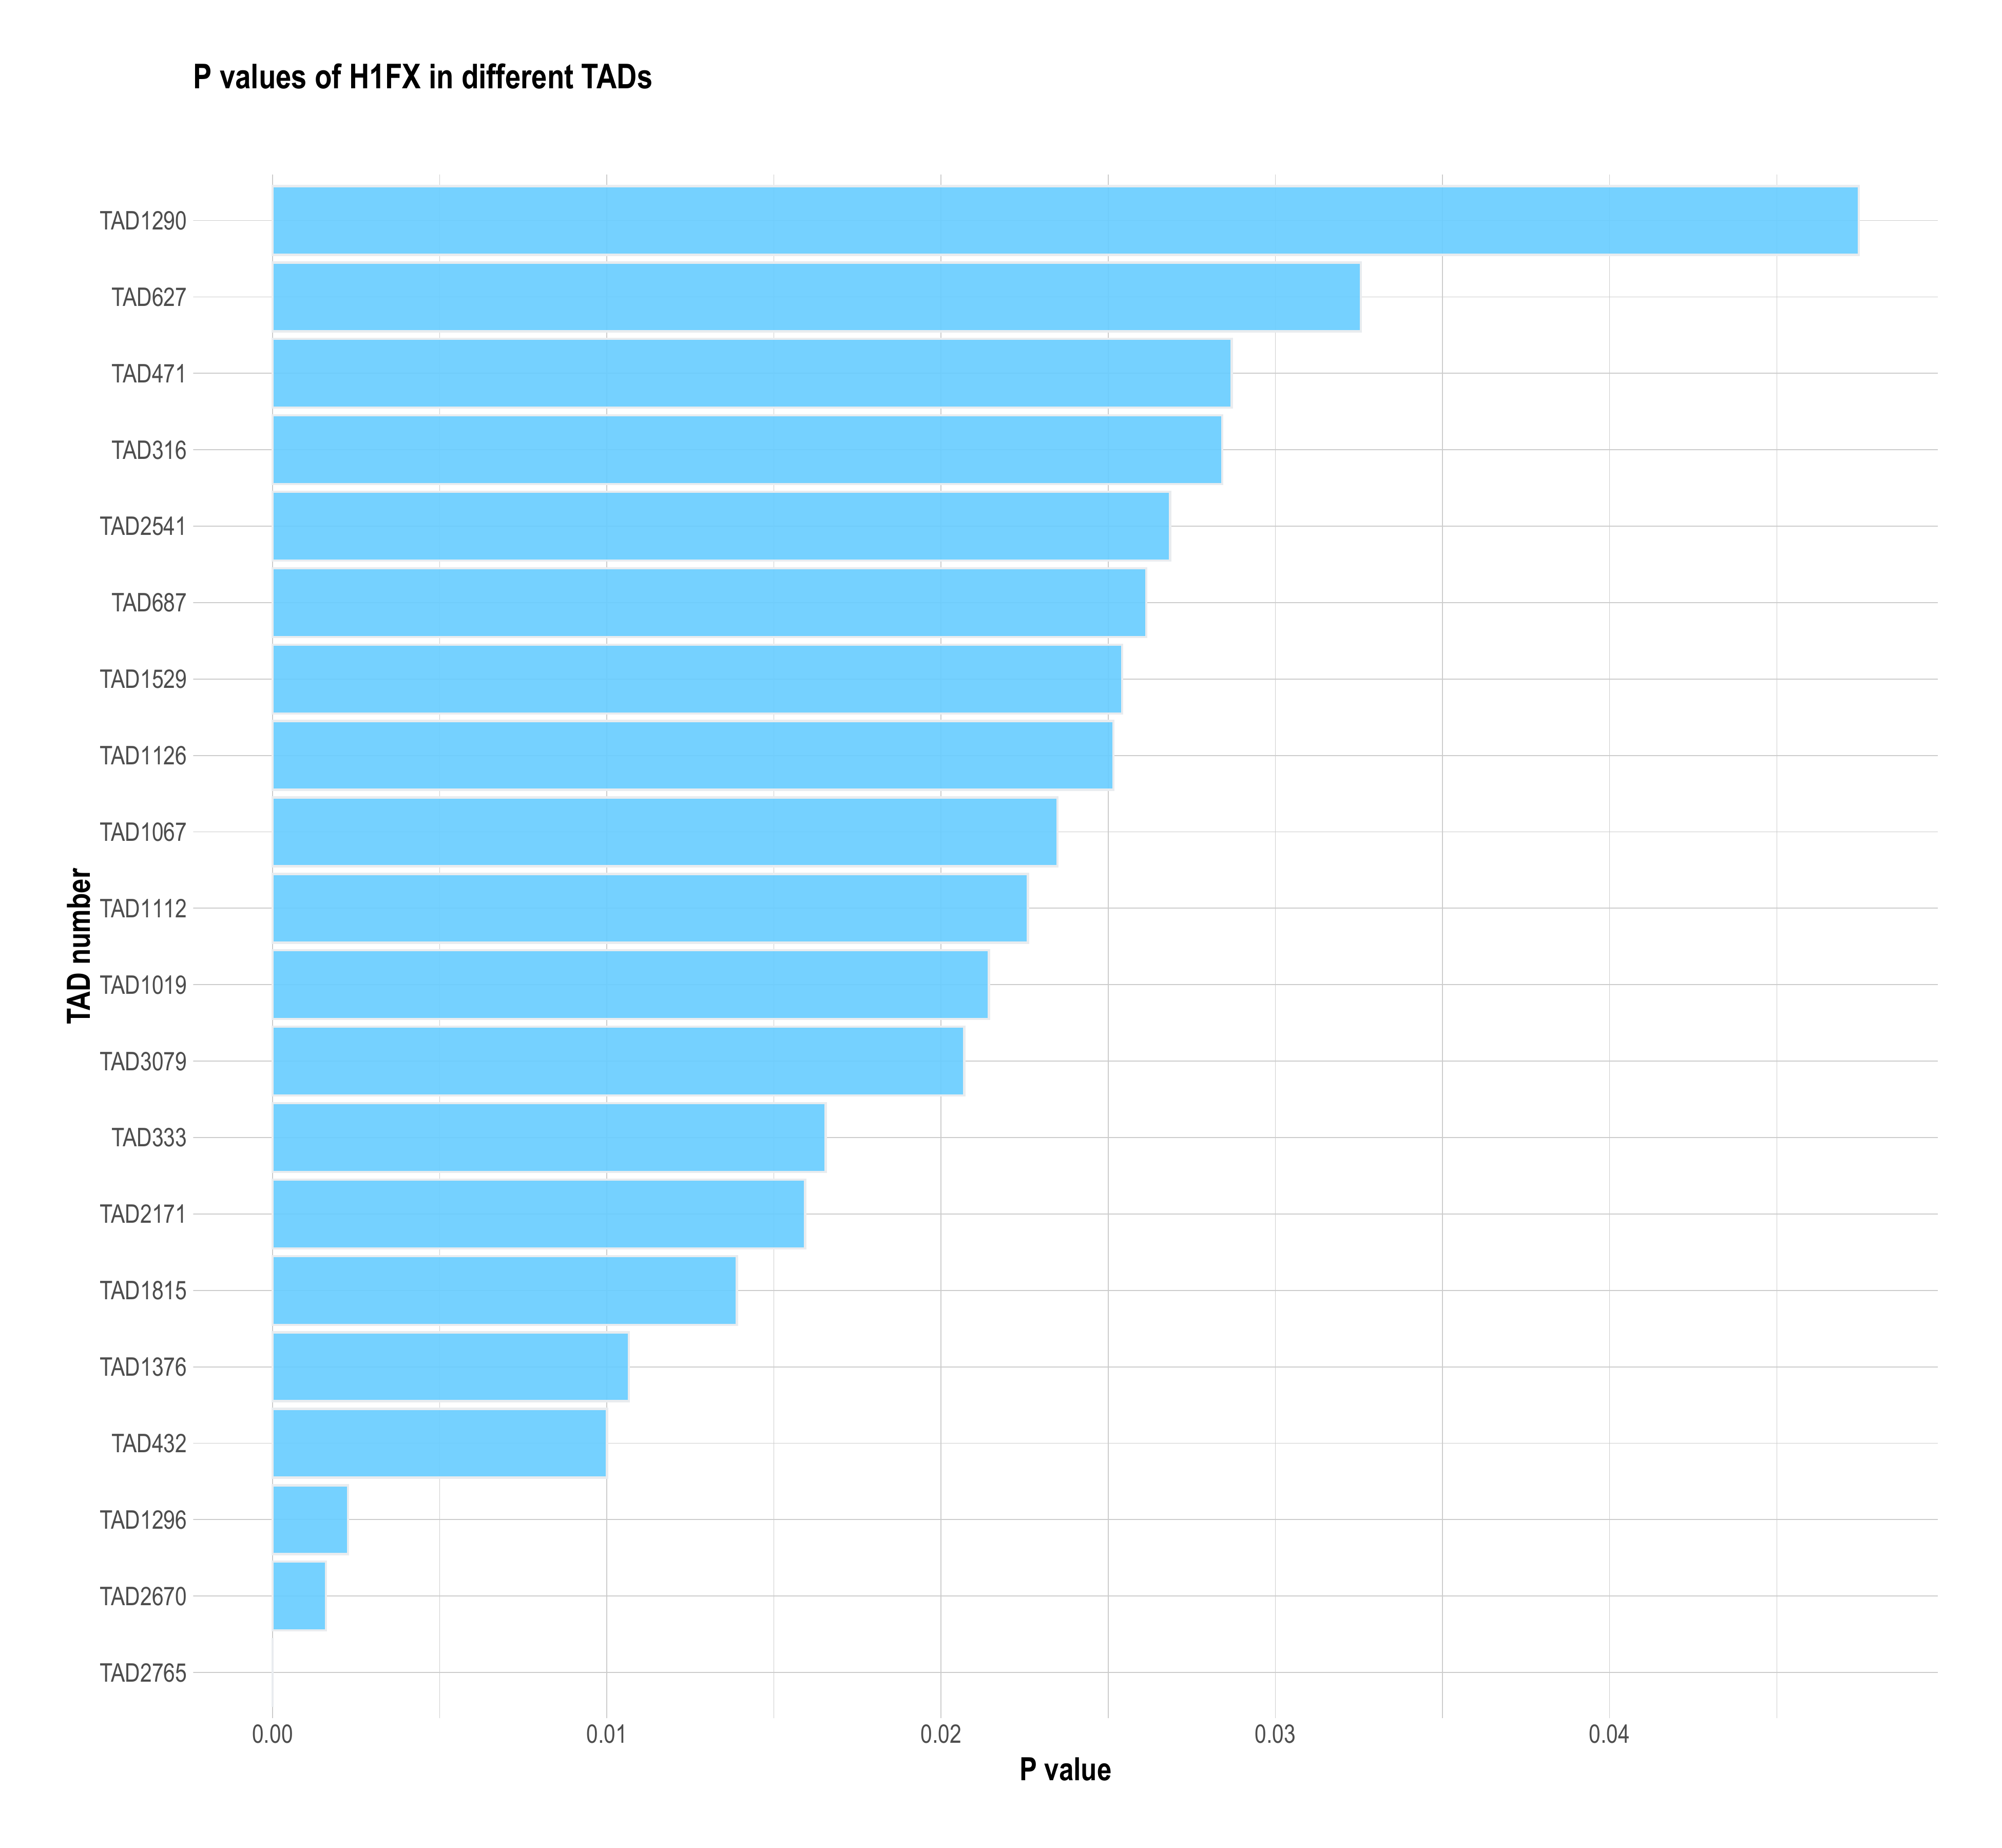 P values of H1FX in different TADs
TAD number
TAD1290
TAD627
TAD471
TAD316
TAD2541
TAD687
TAD1529
TAD1126
TAD1067
TAD1112
TAD1019
TAD3079
TAD333
TAD2171
TAD1815
TAD1376
TAD432
TAD1296
TAD2670
TAD2765
0.00 0.01 0.02 0.03 0.04
P value